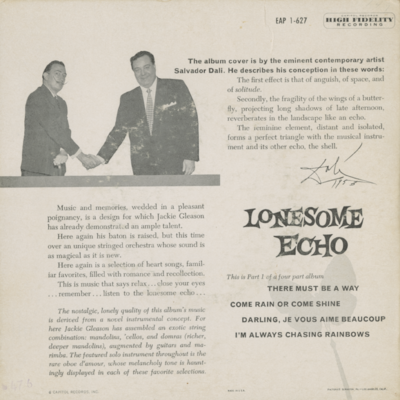 EAP 1-627
HIGH FIDELITY
RECORDING
The album cover is by the eminent contemporary artist
Salvador Dali. He describes his conception in these words:
The first effect is that of anguish, of space, and
of solitude.
Secondly, the fragility of the wings of a butter-
fly, projecting long shadows of late afternoon,
reverberates in the landscape like an echo.
The feminine element, distant and isolated,
forms a perfect triangle with the musical instru-
ment and its other echo, the shell.
Dalí
Music and memories, wedded in a pleasant
poignancy, is a design for which Jackie Gleason
has already demonstrated an ample talent.
Here again his baton is raised, but this time
over an unique stringed orchestra whose sound is
as magical as it is new.
Here again is a selection of heart songs, famil-
iar favorites, filled with romance and recollection.
This is music that says relax... close your eyes
... remember... listen to the lonesome echo...
The nostalgic, lonely quality of this album's music
is derived from a novel instrumental concept. For
here Jackie Gleason has assembled an exotic string
combination: mandolins, 'cellos, and domras (richer,
deeper mandolins), augmented by guitars and ma-
rimba. The featured solo instrument throughout is the
rare oboe d'amour, whose melancholy tone is haunt-
ingly displayed in each of these favorite selections
LONESOME
ECHO
This is Part 1 of a four part album
THERE MUST BE A WAY
COME RAIN OR COME SHINE
DARLING, JE VOUS AIME BEAUCOUP
I'M ALWAYS CHASING RAINBOWS
© CAPITOL RECORDS, INC.